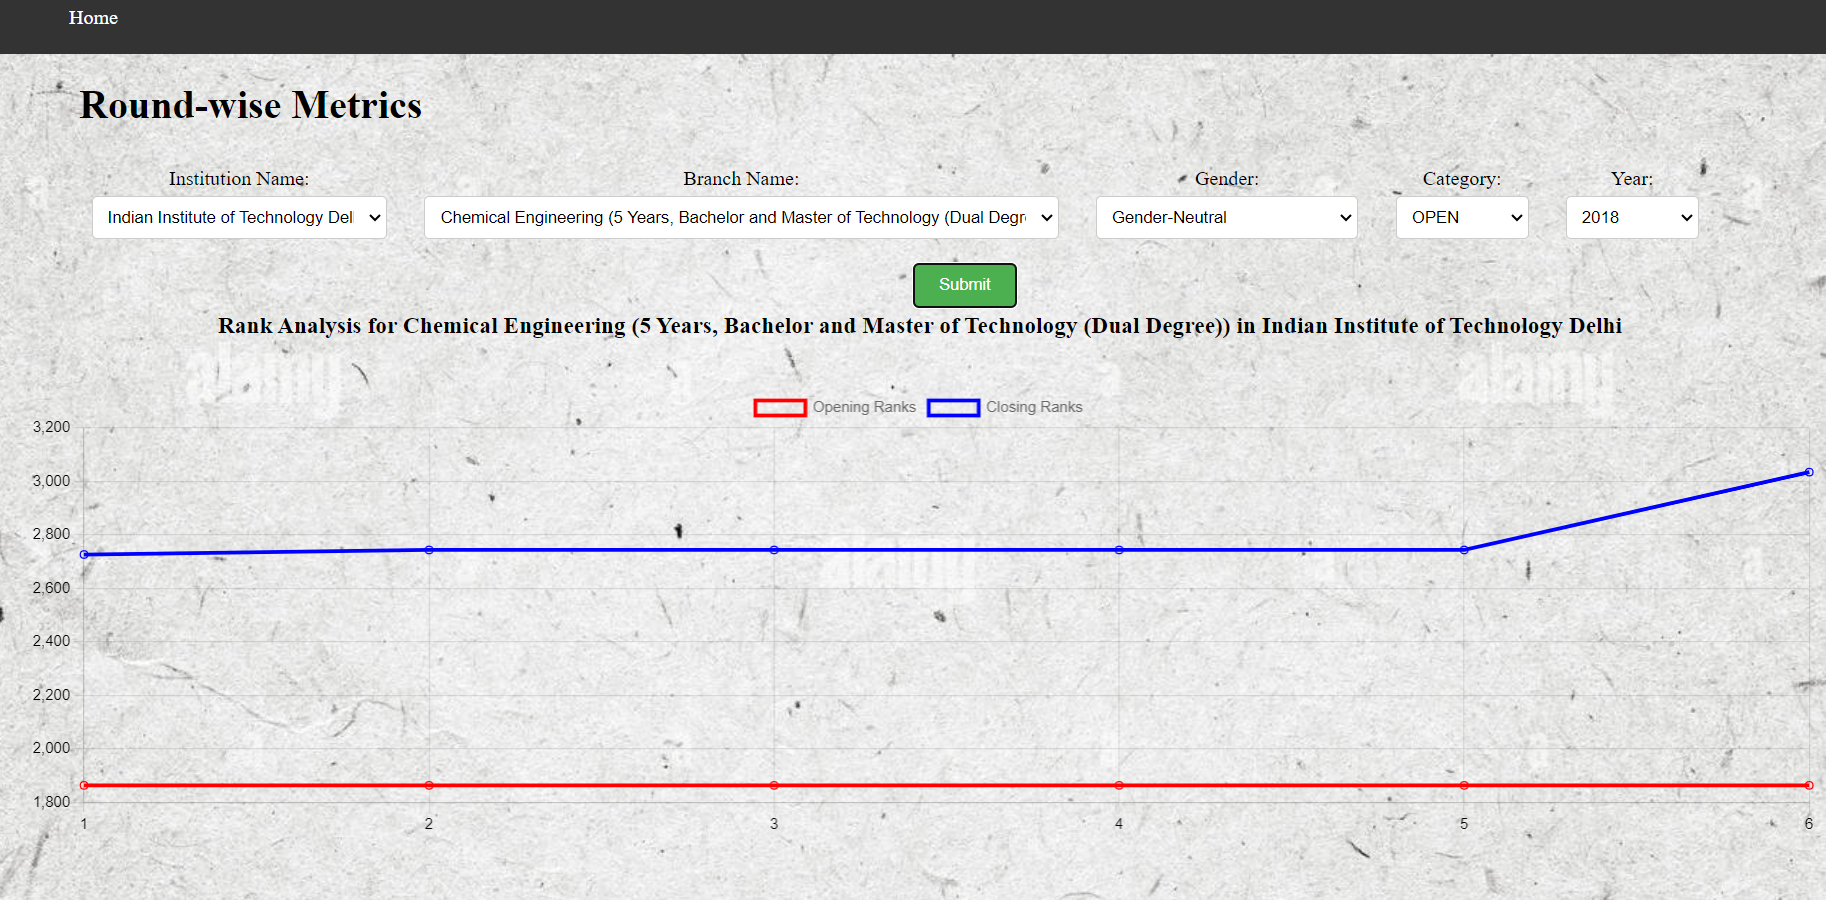 Home
Round-wise Metrics
Institution Name: Branch Name: Gender: Category: Year:
Indian Institute of Technology Del Chemical Engineering (5 Years, Bachelor and Master of Technology (Dual Degr Gender-Neutral OPEN 2018
Submit
Rank Analysis for Chemical Engineering (5 Years, Bachelor and Master of Technology (Dual Degree)) in Indian Institute of Technology Delhi
alamy a a alamy
Opening Ranks Closing Ranks
3,200
3,000
2,800
alamy a
2,600
2,400
2,200
2,000
1,800
1 2 3 4 5 6